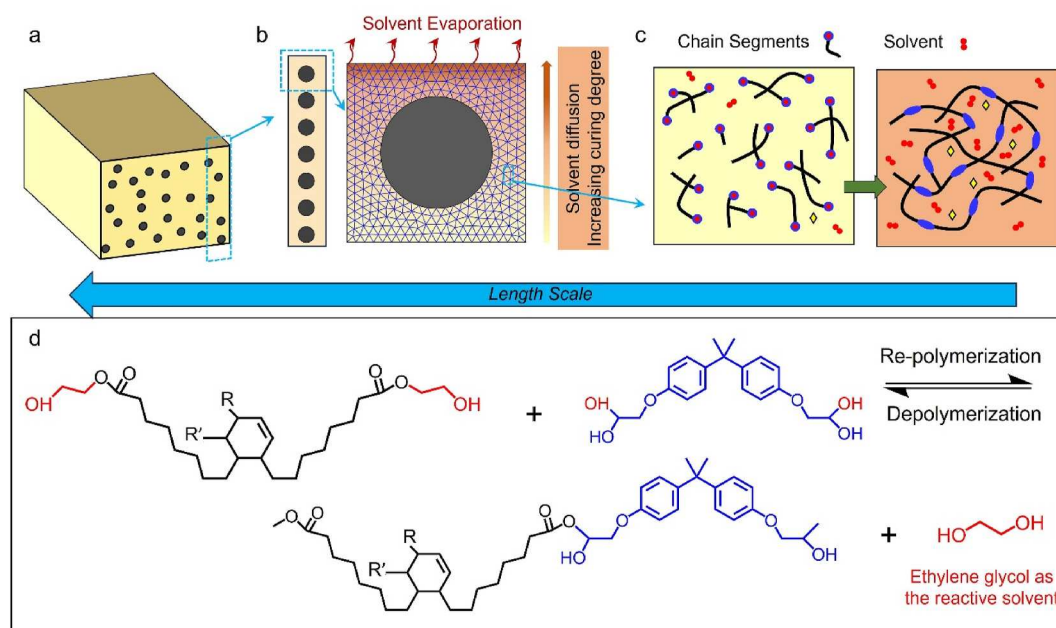 a
b
Solvent Evaporation
Solvent diffusion
Increasing curing degree
c
Chain Segments
Solvent
Length Scale
d
OH
O
O
R
R'
O
O
OH
+
OH
HO
O
O
OH
OH
Re-polymerization
Depolymerization
O
O
R
R'
O
O
HO
O
O
OH
+
HO
OH
Ethylene glycol as
the reactive solvent